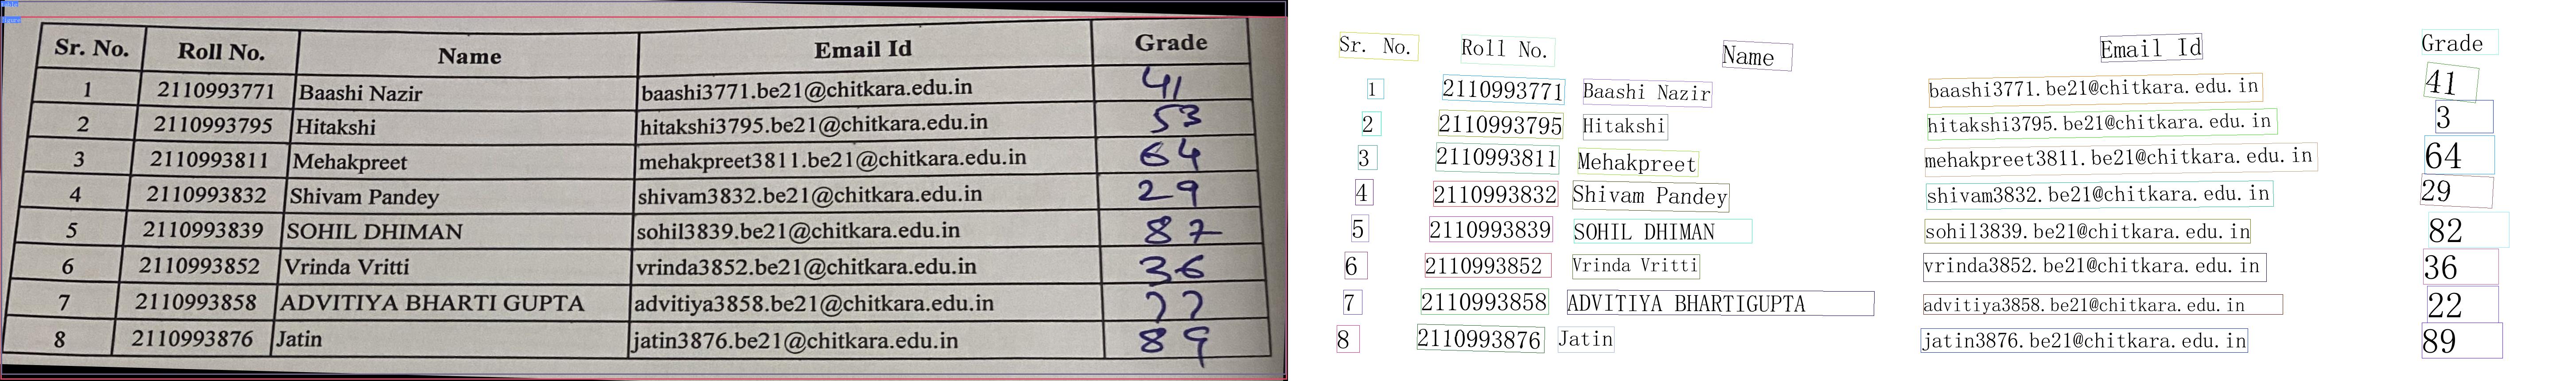 Sr. No. Roll No. Name Email Id Grade
1 2110993771 Baashi Nazir baashi3771.be21@chitkara.edu.in 41
2 2110993795 Hitakshi hitakshi3795.be21@chitkara.edu.in 53
3 2110993811 Mehakpreet mehakpreet3811.be21@chitkara.edu.in 64
4 2110993832 Shivam Pandey shivam3832.be21@chitkara.edu.in 29
5 2110993839 SOHIL DHIMAN sohil3839.be21@chitkara.edu.in 87
6 2110993852 Vrinda Vritti vrinda3852.be21@chitkara.edu.in 36
7 2110993858 ADVITIYA BHARTI GUPTA advitiya3858.be21@chitkara.edu.in 77
8 2110993876 Jatin jatin3876.be21@chitkara.edu.in 89
Sr. No. Roll No. Name Email Id Grade
1 2110993771 Baashi Nazir baashi3771.be21@chitkara.edu.in 41
2 2110993795 Hitakshi hitakshi3795.be21@chitkara.edu.in 3
3 2110993811 Mehakpreet mehakpreet3811.be21@chitkara.edu.in 64
4 2110993832 Shivam Pandey shivam3832.be21@chitkara.edu.in 29
5 2110993839 SOHIL DHIMAN sohil3839.be21@chitkara.edu.in 82
6 2110993852 Vrinda Vritti vrinda3852.be21@chitkara.edu.in 36
7 2110993858 ADVITIYA BHARTIGUPTA advitiya3858.be21@chitkara.edu.in 22
8 2110993876 Jatin jatin3876.be21@chitkara.edu.in 89